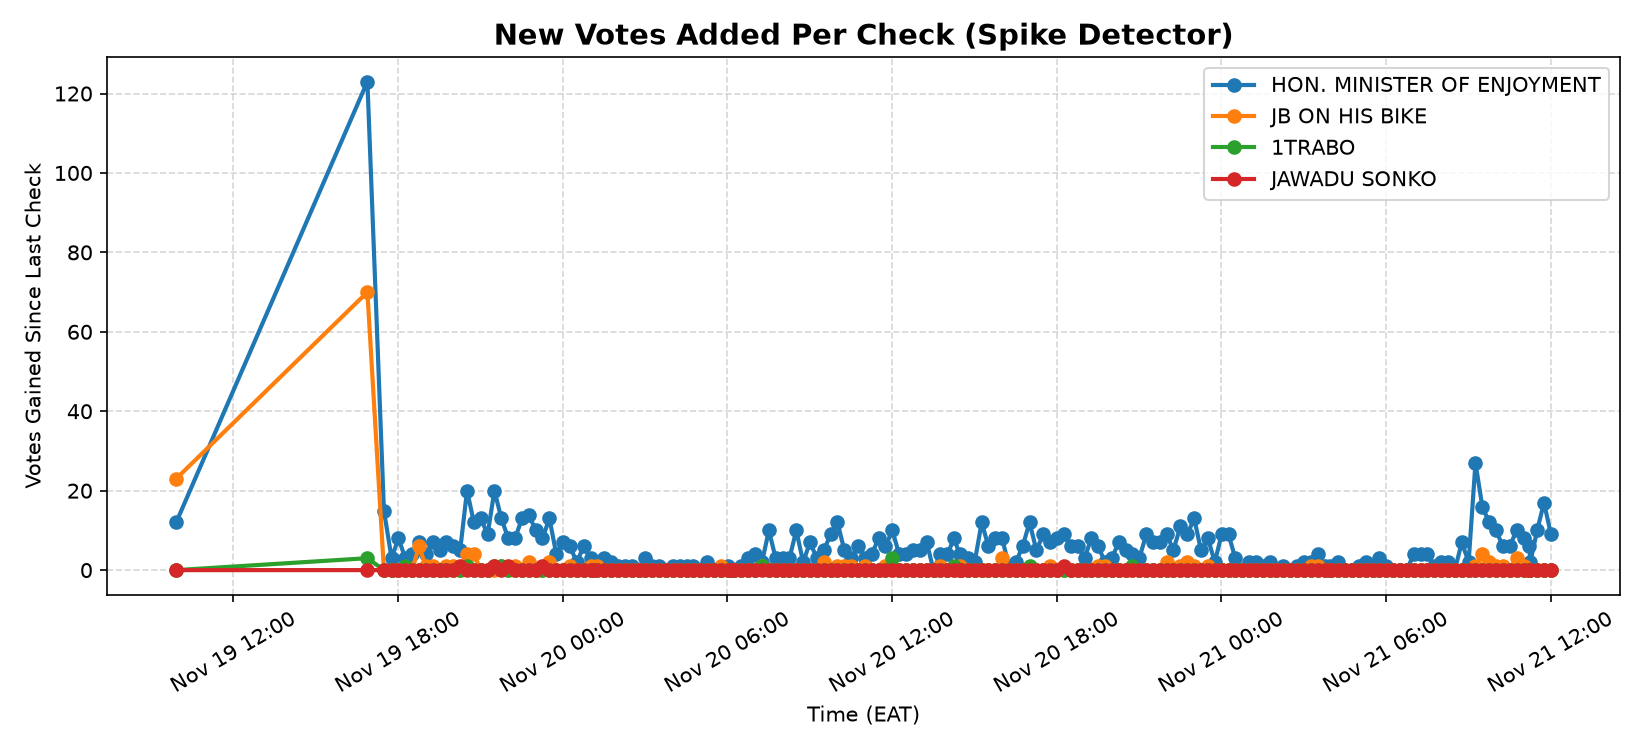 New Votes Added Per Check (Spike Detector)
HON. MINISTER OF ENJOYMENT
JB ON HIS BIKE
1TRABO
JAWADU SONKO
Votes Gained Since Last Check
120
100
80
60
40
20
0
Nov 19 12:00
Nov 19 18:00
Nov 20 00:00
Nov 20 06:00
Nov 20 12:00
Nov 20 18:00
Nov 21 00:00
Nov 21 06:00
Nov 21 12:00
Time (EAT)